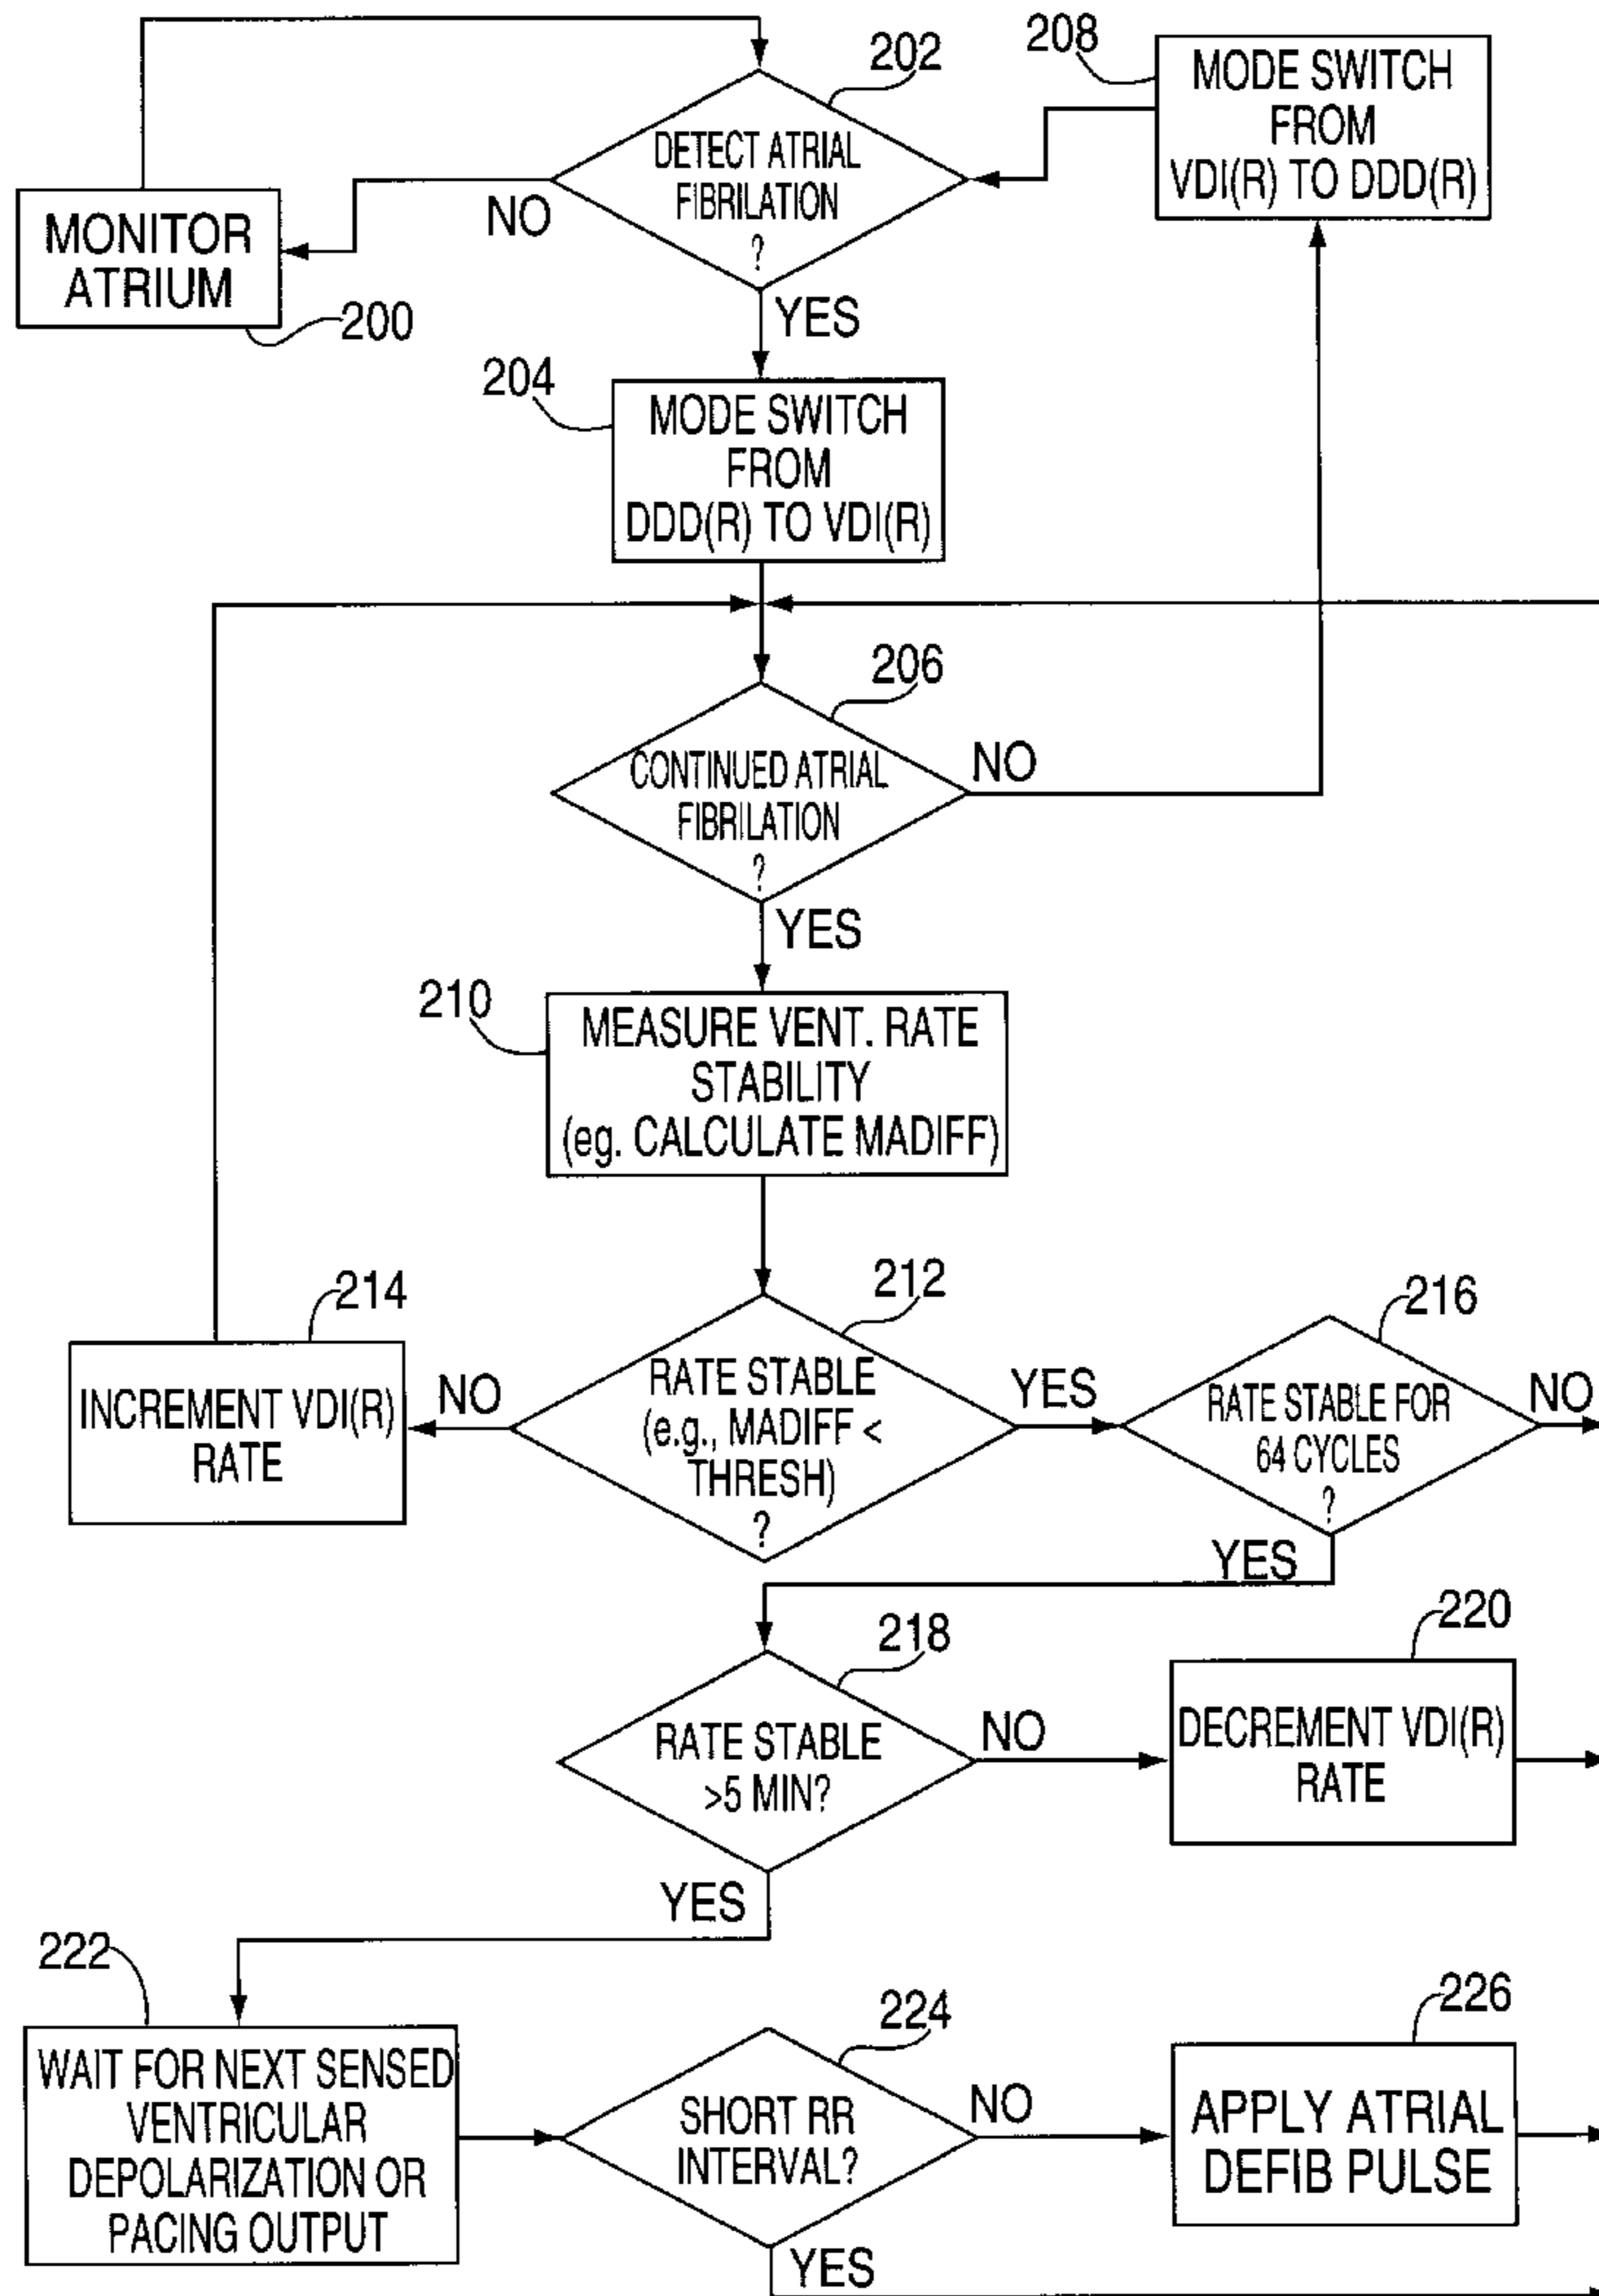 202
208
MODE SWITCH
FROM
VDI(R) TO DDD(R)
DETECT ATRIAL
FIBRILATION
?
NO
MONITOR
ATRIUM
200
YES
204
MODE SWITCH
FROM
DDD(R) TO VDI(R)
206
CONTINUED ATRIAL
FIBRILATION
?
NO
YES
210
MEASURE VENT. RATE
STABILITY
(eg. CALCULATE MADIFF)
214
212
216
INCREMENT VDI(R)
RATE
NO
RATE STABLE
(e.g., MADIFF <
THRESH)
?
YES
RATE STABLE FOR
64 CYCLES
?
NO
YES
218
220
RATE STABLE
>5 MIN?
NO
DECREMENT VDI(R)
RATE
YES
222
224
226
WAIT FOR NEXT SENSED
VENTRICULAR
DEPOLARIZATION OR
PACING OUTPUT
SHORT RR
INTERVAL?
NO
APPLY ATRIAL
DEFIB PULSE
YES